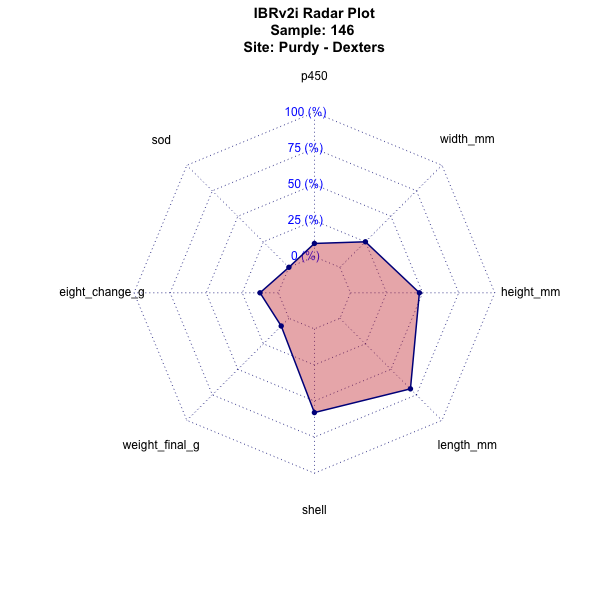 IBRv2i Radar Plot
Sample: 146
Site: Purdy - Dexters
p450
100 (%)
sod
width_mm
75 (%)
50 (%)
25 (%)
0 (%)
eight_change_g
height_mm
weight_final_g
length_mm
shell